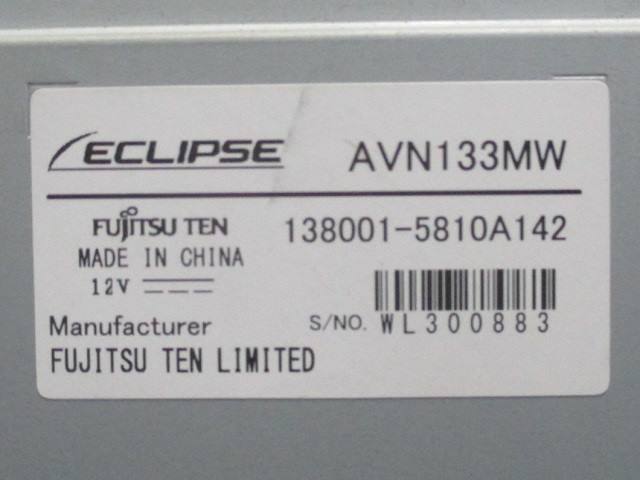 ECLIPSE AVN133MW
FUJITSU TEN 138001-5810A142
MADE IN CHINA
12V
Manufacturer S/NO. WL300883
FUJITSU TEN LIMITED